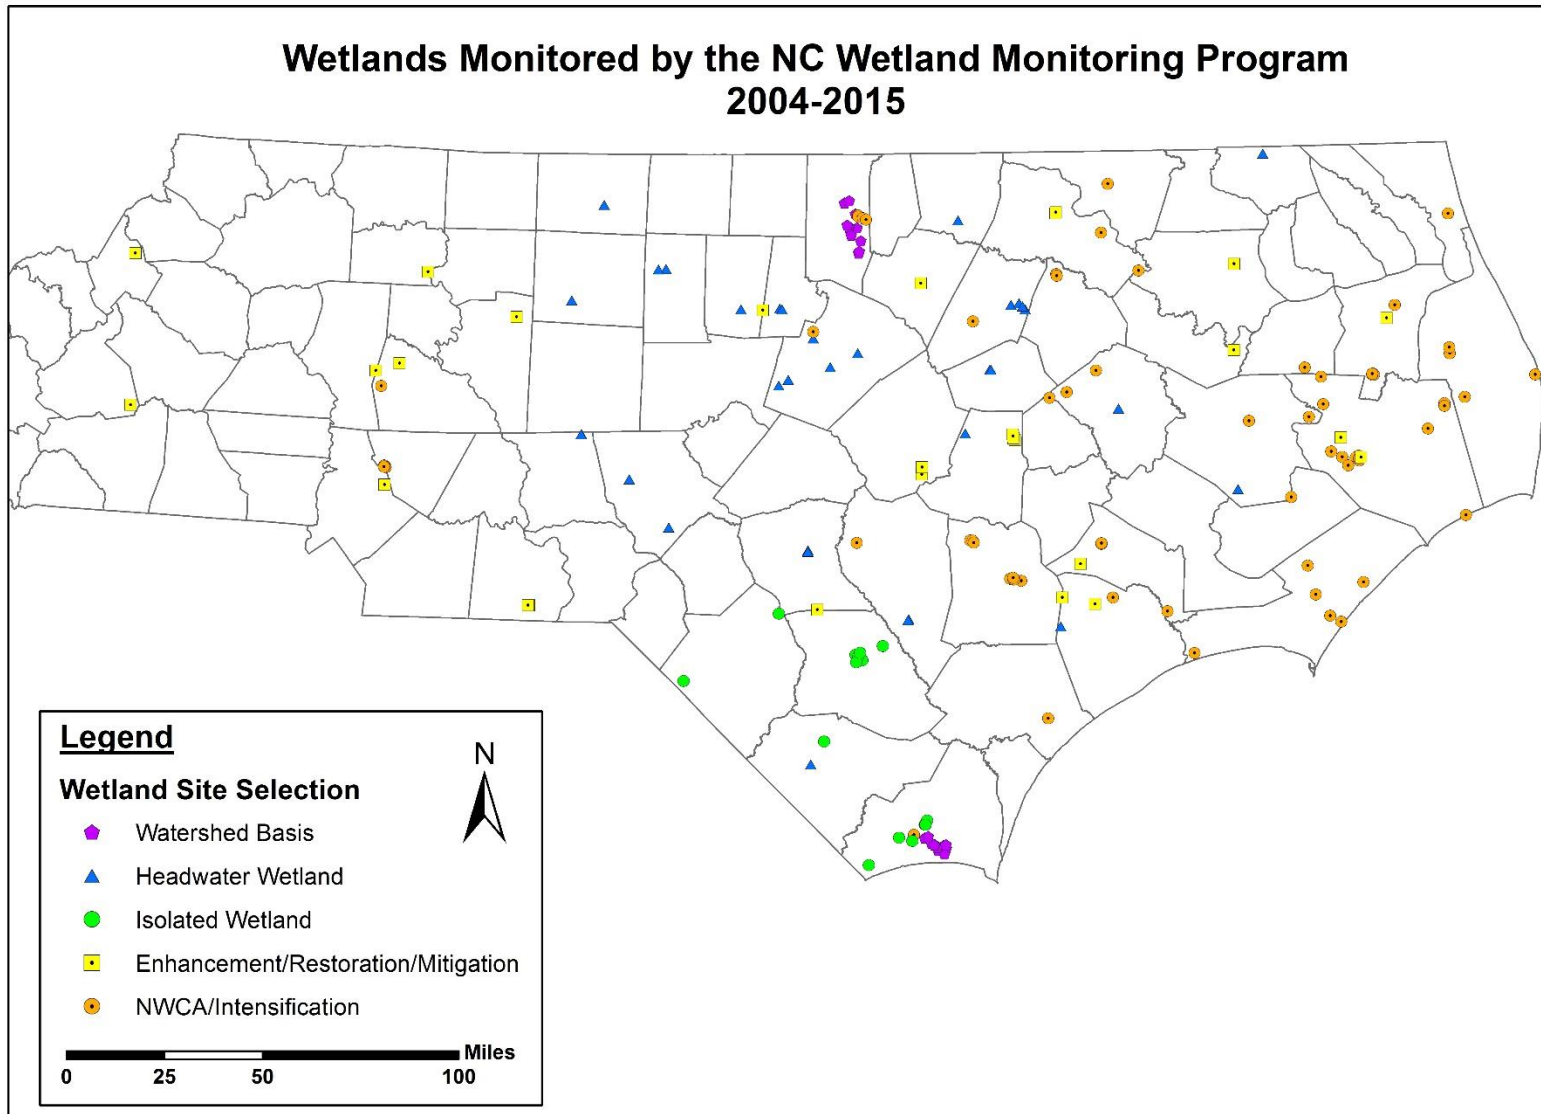 Wetlands Monitored by the NC Wetland Monitoring Program
2004-2015
Legend
N
Wetland Site Selection
Watershed Basis
Headwater Wetland
Isolated Wetland
Enhancement/Restoration/Mitigation
NWCA/Intensification
Miles
0 25 50 100